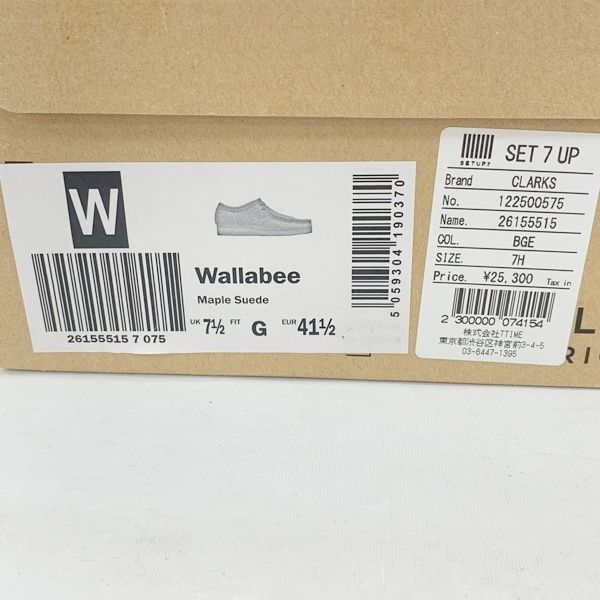 W
Wallabee
Maple Suede
UK 7½ FIT G EUR 41½
26155515 7 075
5 059304 190370
SETUP7 SET 7 UP
Brand CLARKS
No. 122500575
Name. 26155515
COL. BGE
SIZE. 7H
Price. ¥25,300 Tax in
2 300000 074154
株式会社TTIME
東京都渋谷区神宮前3-4-5
03-6447-1395
L
RI